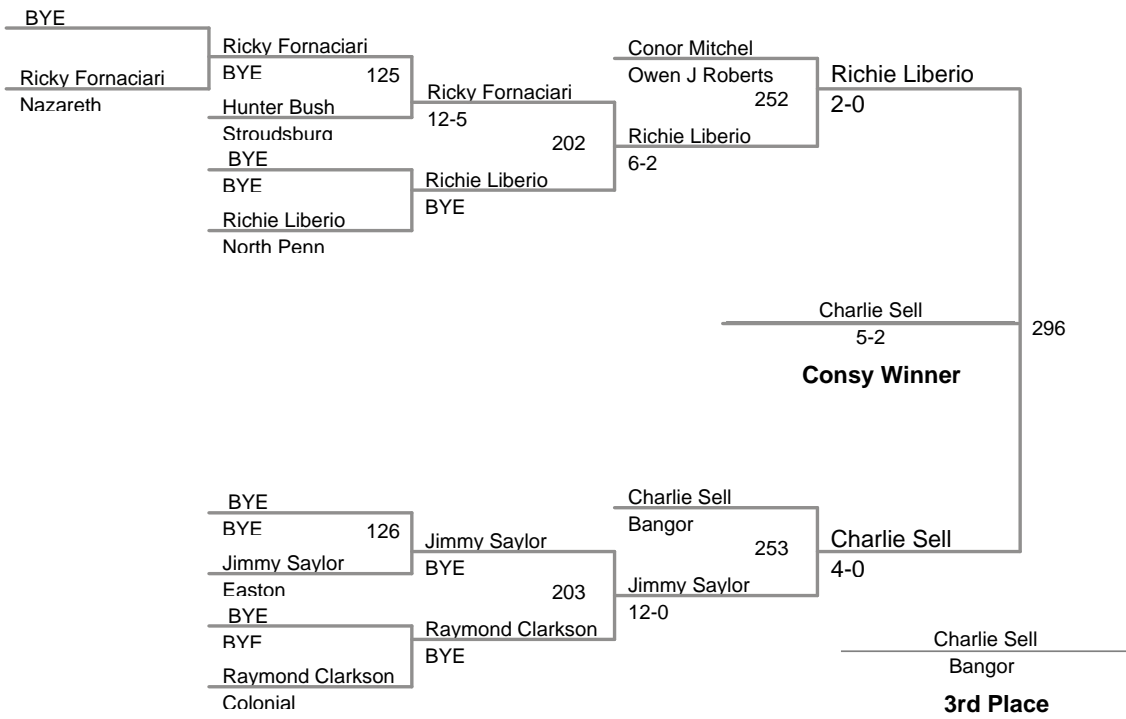 BYE
Ricky Fornaciari
Nazareth
Ricky Fornaciari
BYE
125
Hunter Bush
Stroudsburg
BYE
BYE
Richie Liberio
North Penn
Ricky Fornaciari
12-5
202
Richie Liberio
BYE
Conor Mitchel
Owen J Roberts
252
Richie Liberio
6-2
Richie Liberio
2-0
Charlie Sell
5-2
296
Consy Winner
BYE
BYE
126
Jimmy Saylor
Easton
BYE
BYE
Raymond Clarkson
Colonial
Jimmy Saylor
BYE
203
Raymond Clarkson
BYE
Charlie Sell
Bangor
253
Jimmy Saylor
12-0
Charlie Sell
4-0
Charlie Sell
Bangor
3rd Place